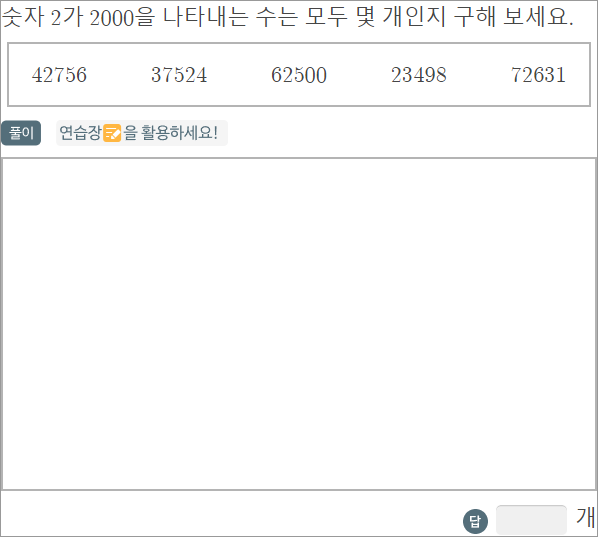 숫자 2가 2000을 나타내는 수는 모두 몇 개인지 구해 보세요.
42756 37524 62500 23498 72631
풀이 연습장을 활용하세요!
답 개